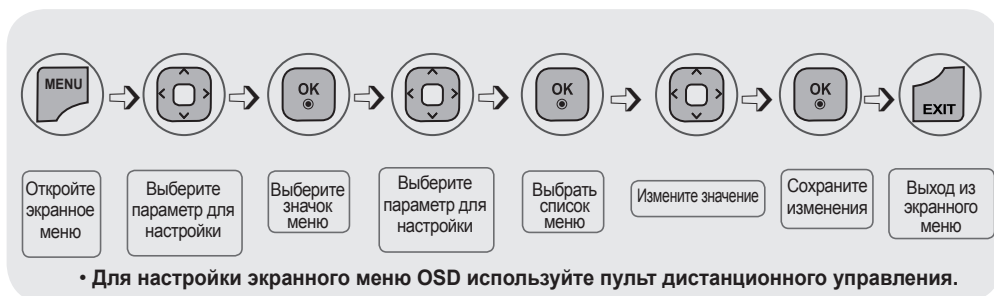 MENU
OK
OK
OK
EXIT
Откройте
экранное
меню
Выберите
параметр для
настройки
Выберите
значок
меню
Выберите
параметр для
настройки
Выбрать
список
меню
Измените значение
Сохраните
изменения
Выход из
экранного
меню
• Для настройки экранного меню OSD используйте пульт дистанционного управления.